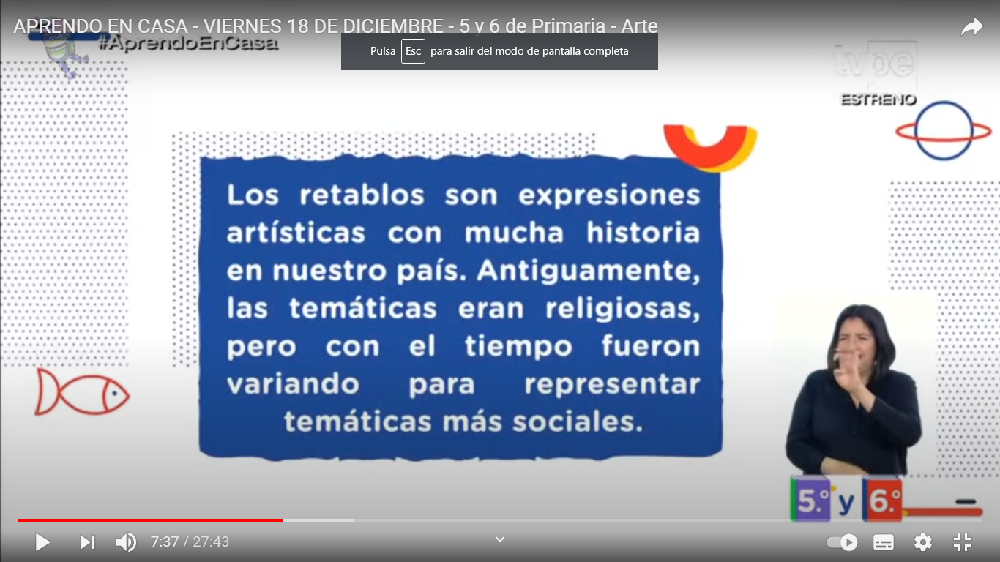 APRENDO EN CASA - VIERNES 18 DE DICIEMBRE - 5 y 6 de Primaria - Arte
#AprendoEnCasa
Pulsa Esc para salir del modo de pantalla completa
tvpe
ESTRENO
Los retablos son expresiones
artísticas con mucha historia
en nuestro país. Antiguamente,
las temáticas eran religiosas,
pero con el tiempo fueron
variando para representar
temáticas más sociales.
5.° y 6.°
7:37 / 27:43